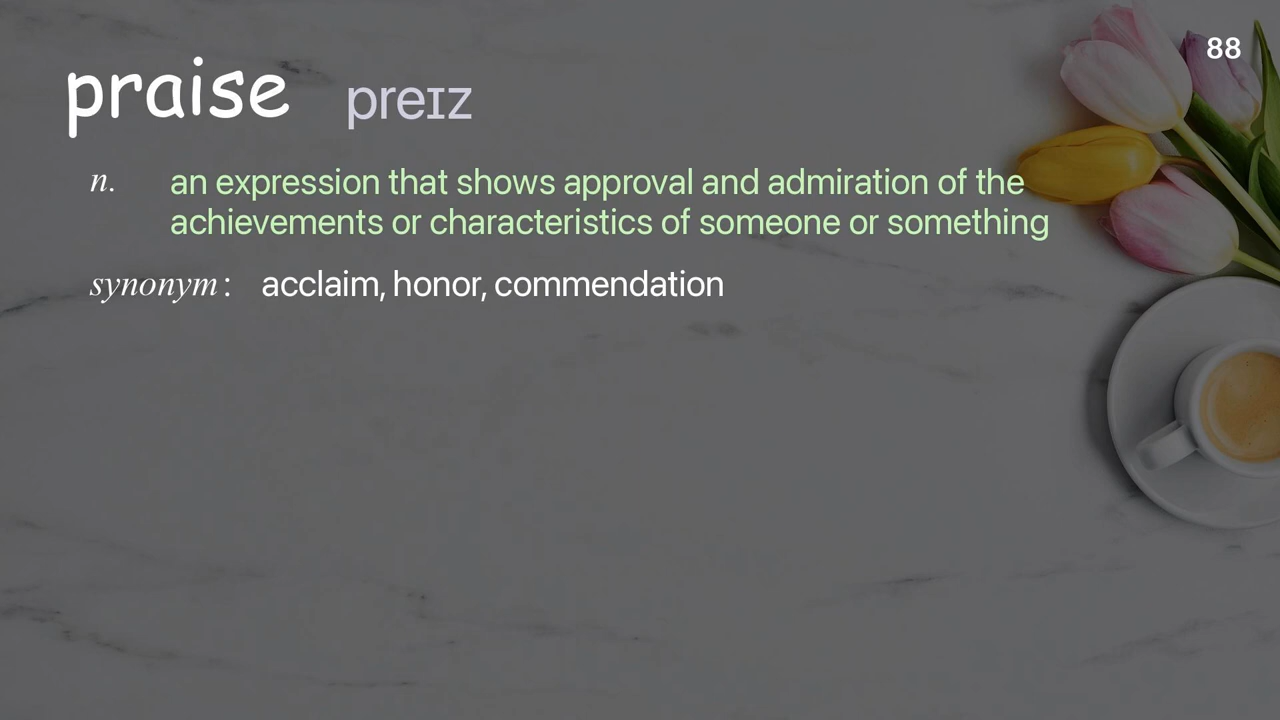 88
praise preɪz
n. an expression that shows approval and admiration of the
achievements or characteristics of someone or something
synonym : acclaim, honor, commendation